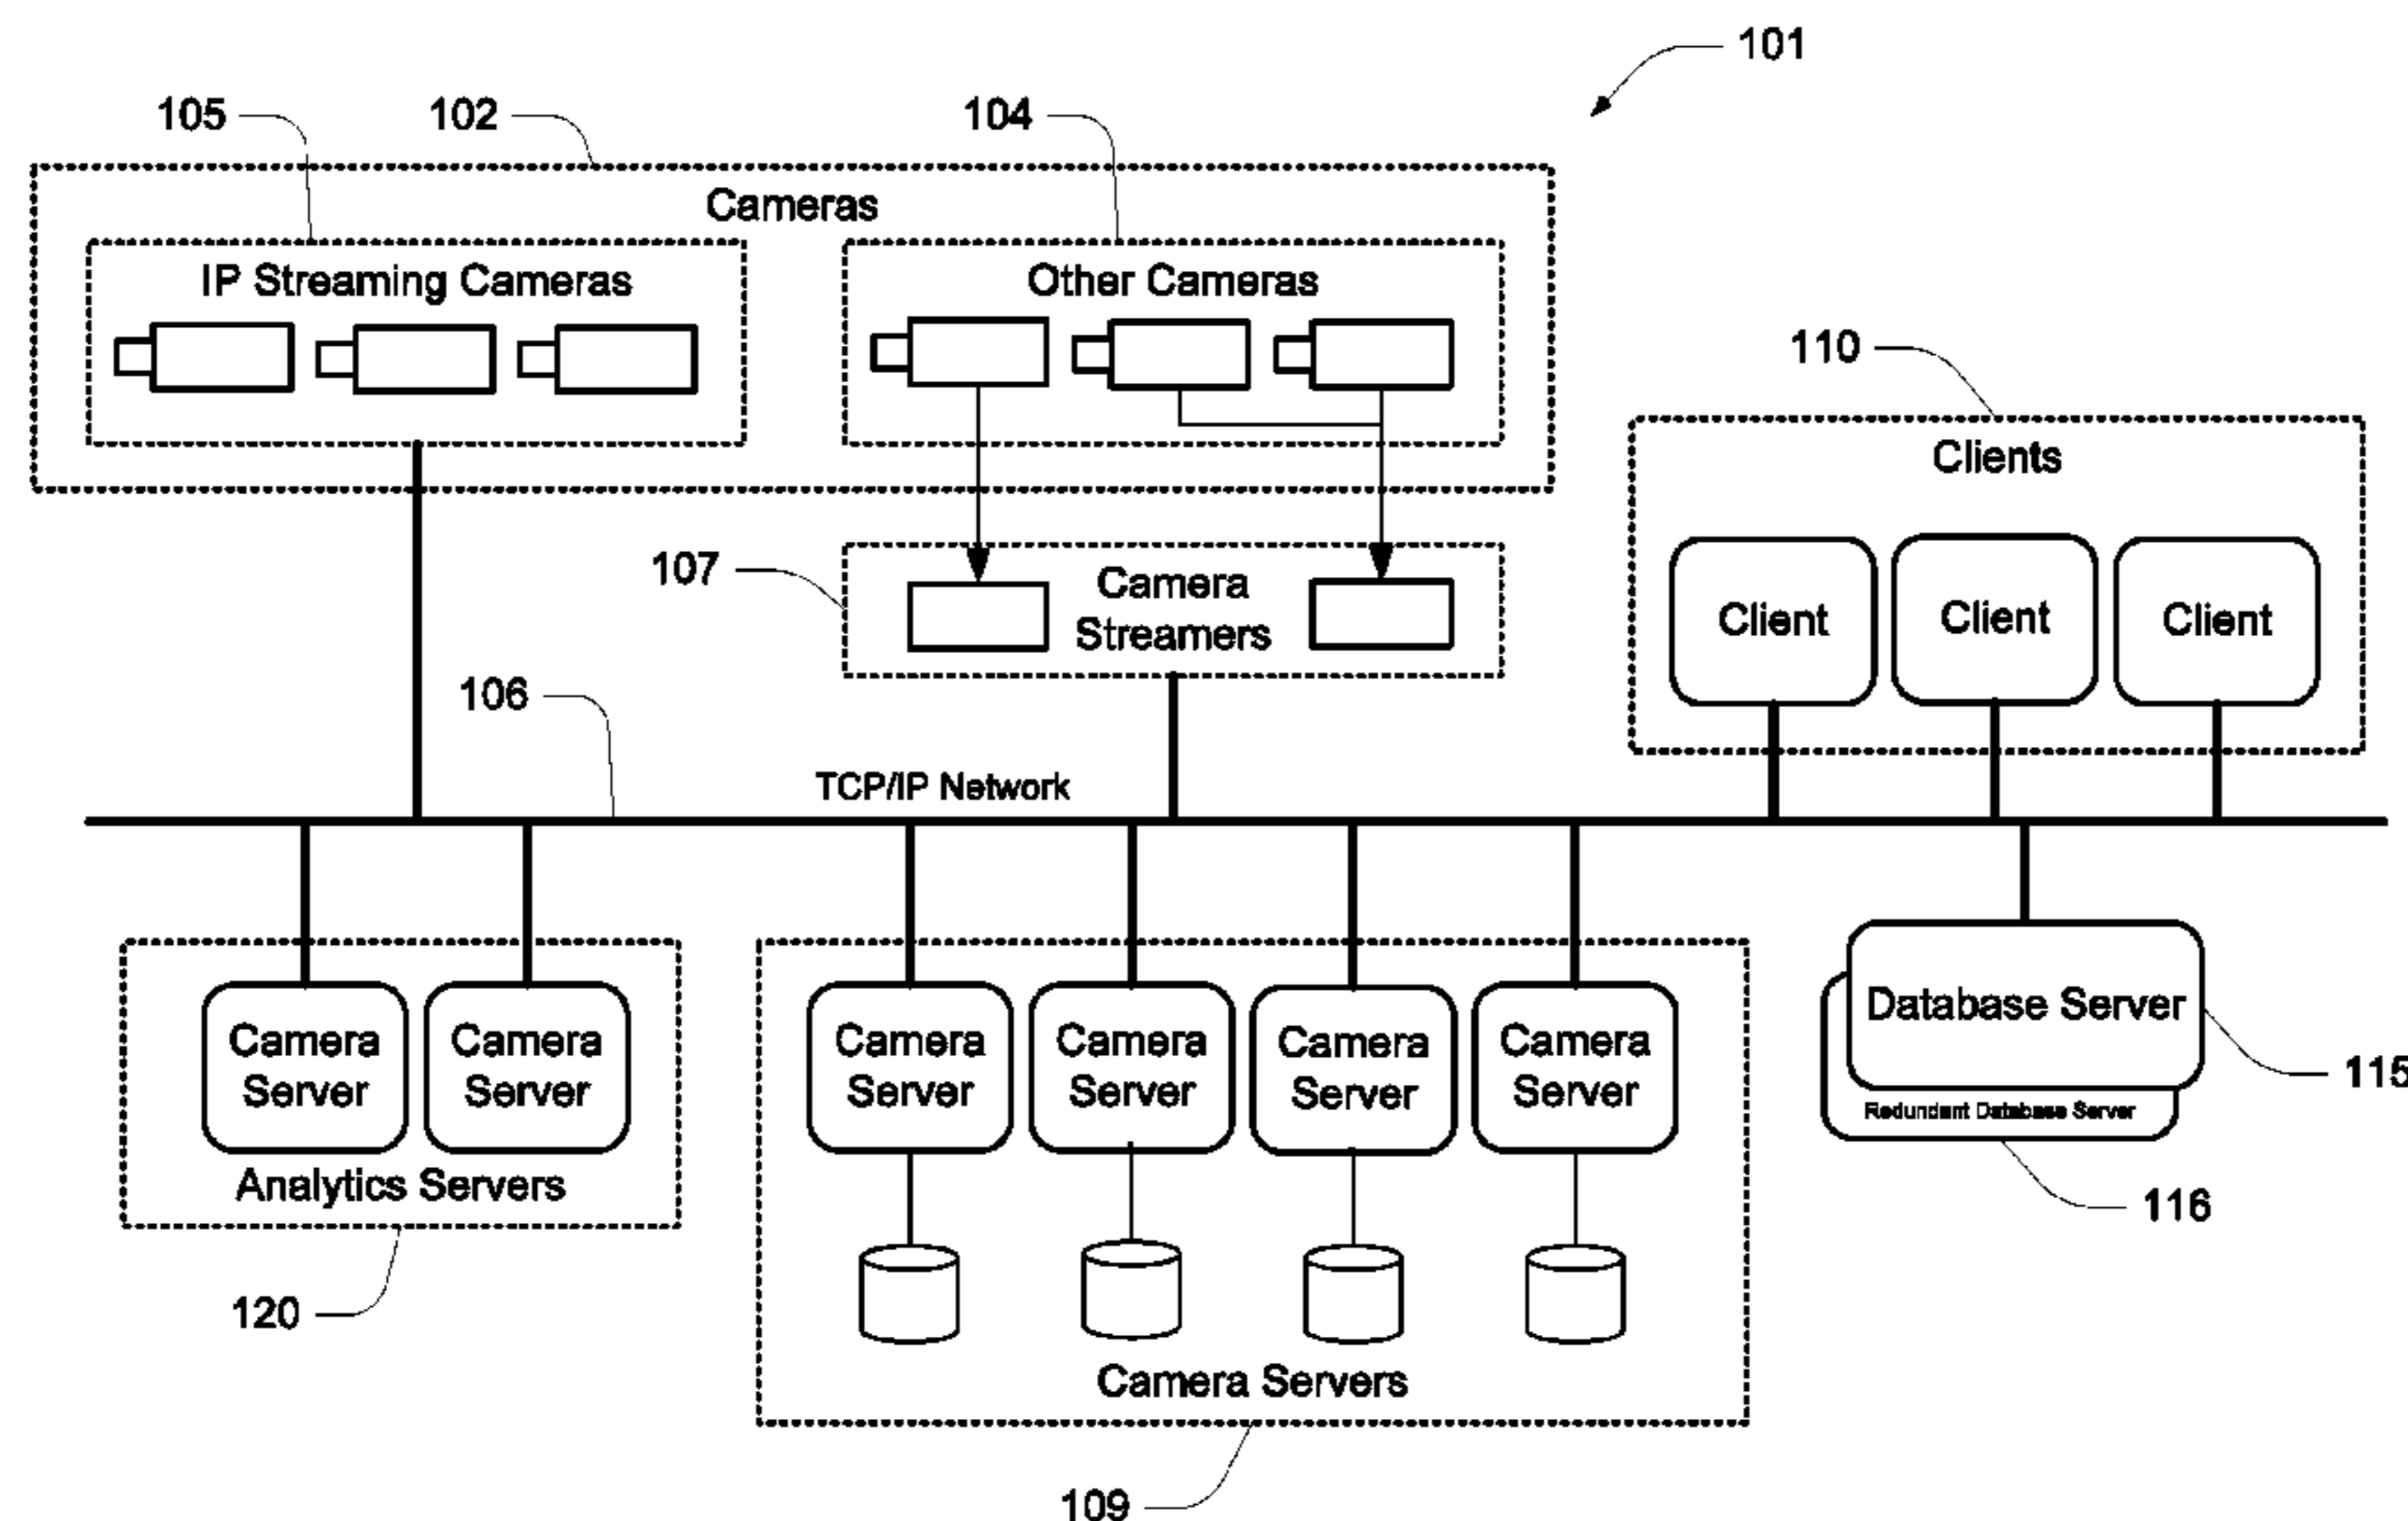 101
105
102
104
Cameras
IP Streaming Cameras
Other Cameras
110
Clients
107
Camera
Streamers
Client
Client
Client
106
TCP/IP Network
Camera
Server
Camera
Server
Analytics Servers
120
Camera
Server
Camera
Server
Camera
Server
Camera
Server
Camera Servers
109
Database Server
115
Redundant Database Server
116